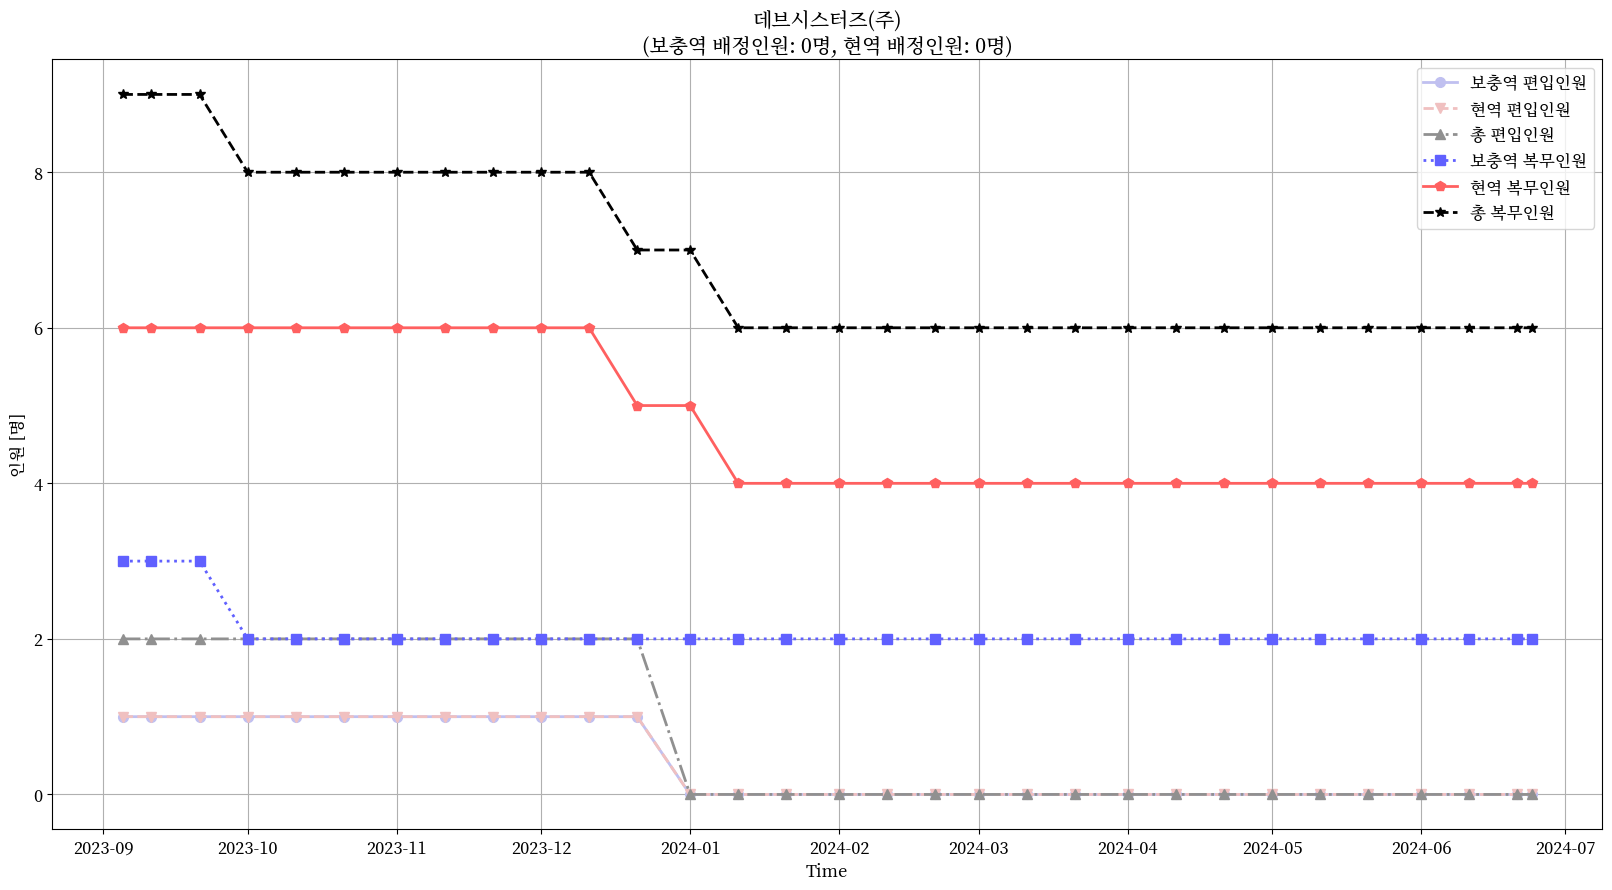 데브시스터즈(주)
(보충역 배정인원: 0명, 현역 배정인원: 0명)
보충역 편입인원
현역 편입인원
총 편입인원
보충역 복무인원
현역 복무인원
총 복무인원
인원 [명]
8
6
4
2
0
2023-09 2023-10 2023-11 2023-12 2024-01 2024-02 2024-03 2024-04 2024-05 2024-06 2024-07
Time